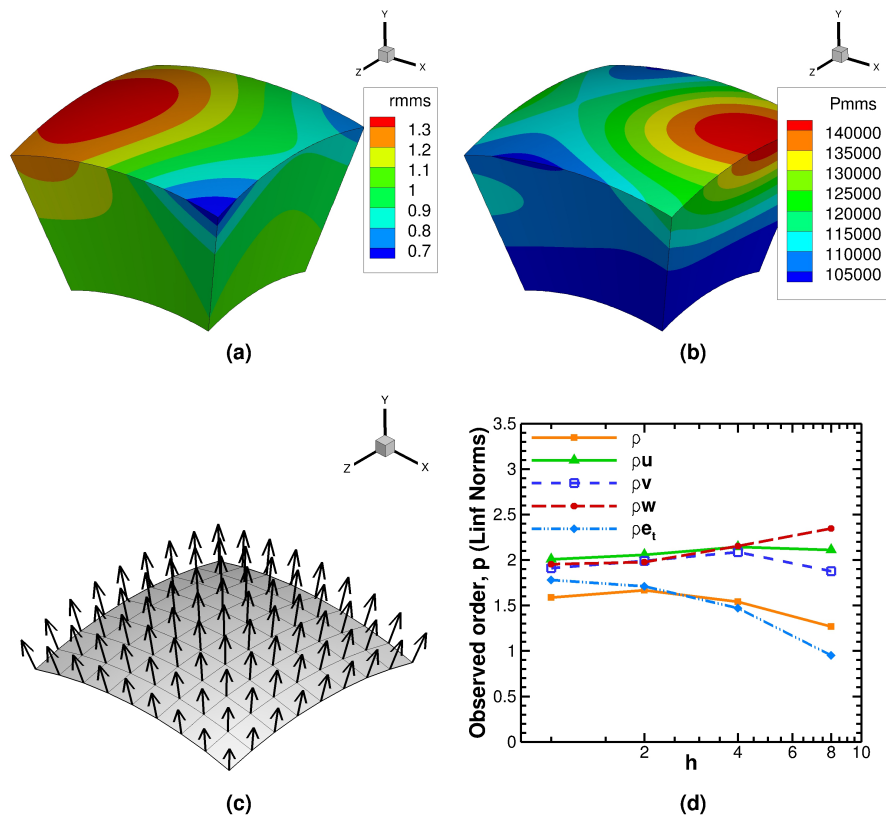 Y
Z
X
rmms
1.3
1.2
1.1
1
0.9
0.8
0.7
(a)
Y
Z
X
Pmms
140000
135000
130000
125000
120000
115000
110000
105000
(b)
Y
Z
X
(c)
Observed order, p (Linf Norms)
3.5
3
2.5
2
1.5
1
0.5
0
ρ
ρu
ρv
ρw
ρeₜ
2
4
6
8
10
h
(d)